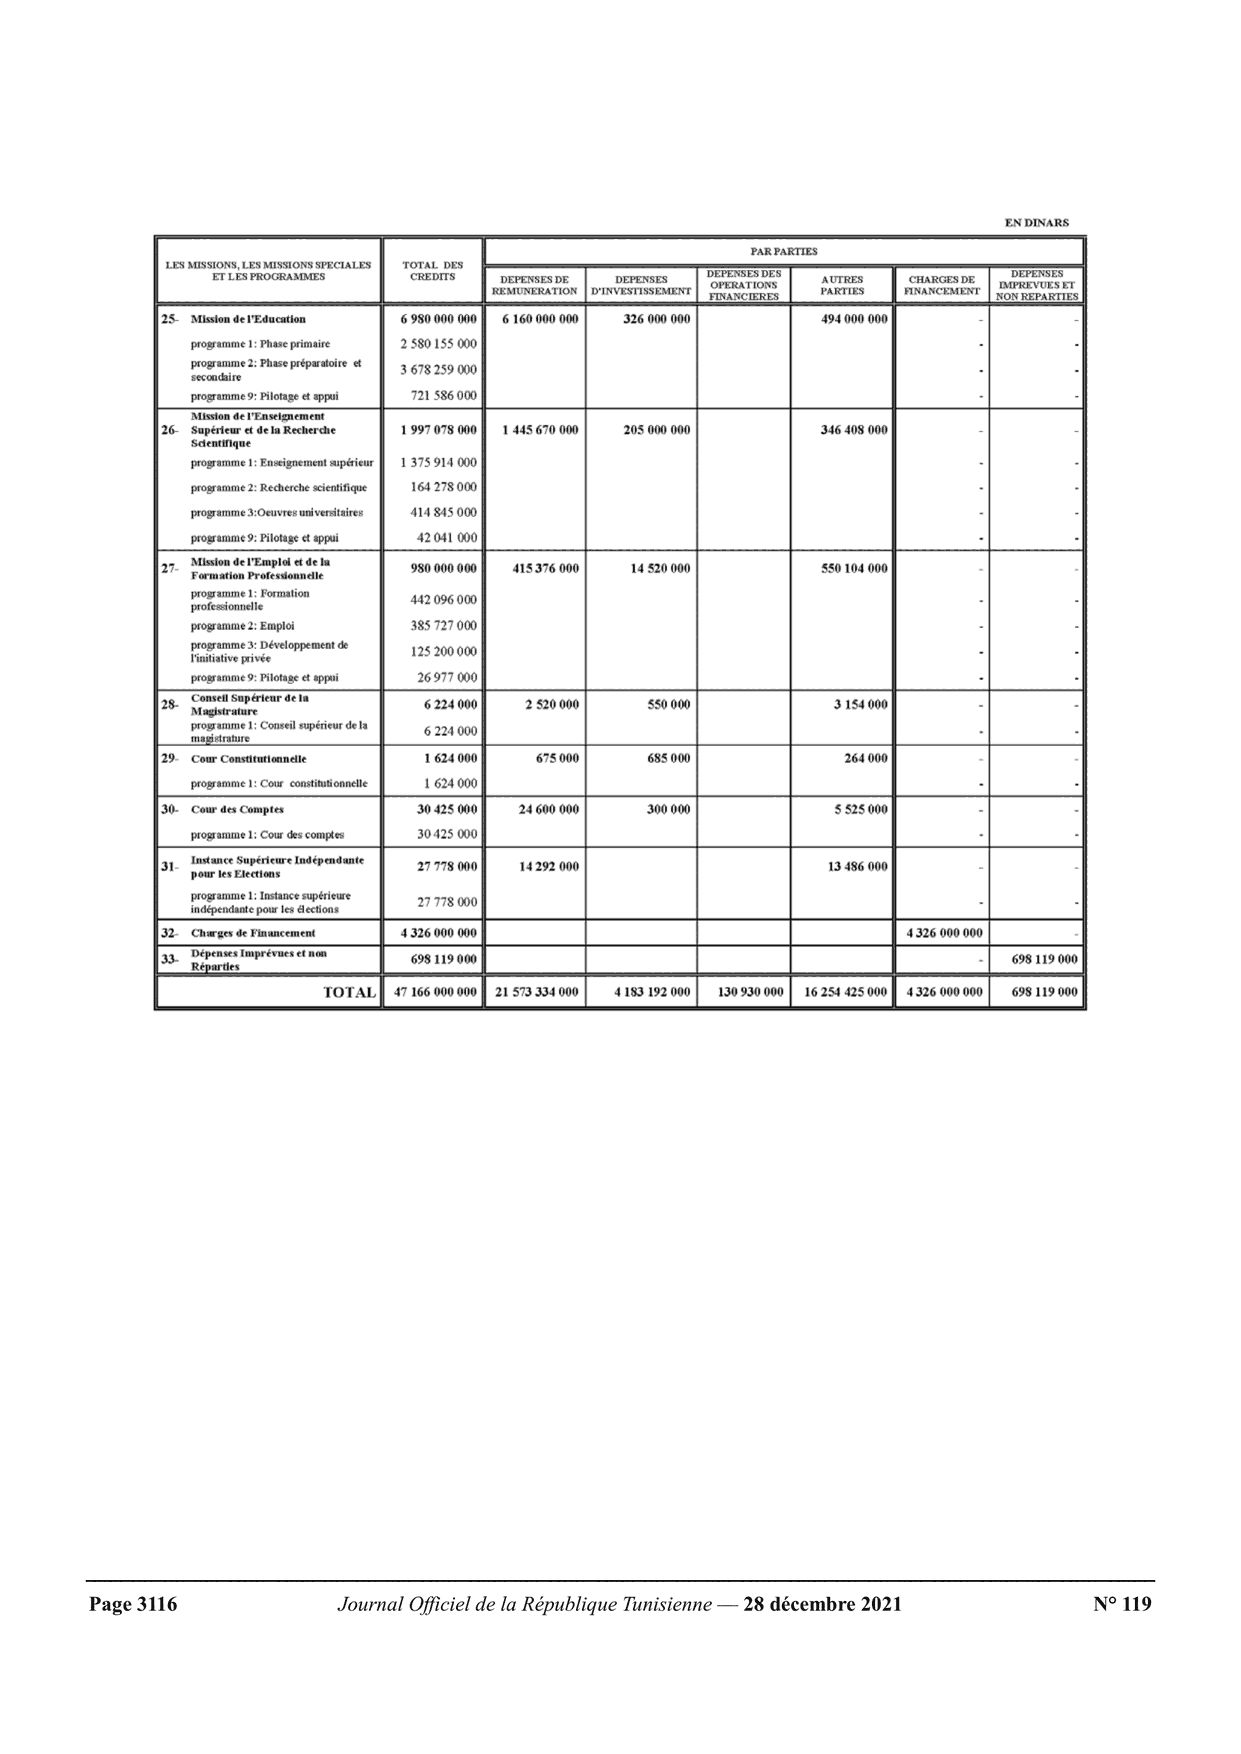 EN DINARS
LES MISSIONS, LES MISSIONS SPECIALES
ET LES PROGRAMMES
TOTAL DES
CREDITS
PAR PARTIES
DEPENSES DE
REMUNERATION
DEPENSES
D'INVESTISSEMENT
DEPENSES DES
OPERATIONS
FINANCIERES
AUTRES
PARTIES
CHARGES DE
FINANCEMENT
DEPENSES
IMPREVUES ET
NON REPARTIES
25- Mission de l'Education 6 980 000 000 6 160 000 000 326 000 000 494 000 000 - -
programme 1: Phase primaire 2 580 155 000 - -
programme 2: Phase préparatoire et
secondaire 3 678 259 000 - -
programme 9: Pilotage et appui 721 586 000 - -
Mission de l'Enseignement
26- Supérieur et de la Recherche 1 997 078 000 1 445 670 000 205 000 000 346 408 000 - -
Scientifique
programme 1: Enseignement supérieur 1 375 914 000 - -
programme 2: Recherche scientifique 164 278 000 - -
programme 3:Oeuvres universitaires 414 845 000 - -
programme 9: Pilotage et appui 42 041 000 - -
27- Mission de l'Emploi et de la
Formation Professionnelle 980 000 000 415 376 000 14 520 000 550 104 000 - -
programme 1: Formation
professionnelle 442 096 000 - -
programme 2: Emploi 385 727 000 - -
programme 3: Développement de
l'initiative privée 125 200 000 - -
programme 9: Pilotage et appui 26 977 000 - -
28- Conseil Supérieur de la
Magistrature 6 224 000 2 520 000 550 000 3 154 000 - -
programme 1: Conseil supérieur de la
magistrature 6 224 000 - -
29- Cour Constitutionnelle 1 624 000 675 000 685 000 264 000 - -
programme 1: Cour constitutionnelle 1 624 000 - -
30- Cour des Comptes 30 425 000 24 600 000 300 000 5 525 000 - -
programme 1: Cour des comptes 30 425 000 - -
31- Instance Supérieure Indépendante
pour les Elections 27 778 000 14 292 000 13 486 000 - -
programme 1: Instance supérieure
indépendante pour les élections 27 778 000 - -
32- Charges de Financement 4 326 000 000 4 326 000 000 -
33- Dépenses Imprévues et non
Réparties 698 119 000 - 698 119 000
TOTAL 47 166 000 000 21 573 334 000 4 183 192 000 130 930 000 16 254 425 000 4 326 000 000 698 119 000
Page 3116 Journal Officiel de la République Tunisienne — 28 décembre 2021 N° 119